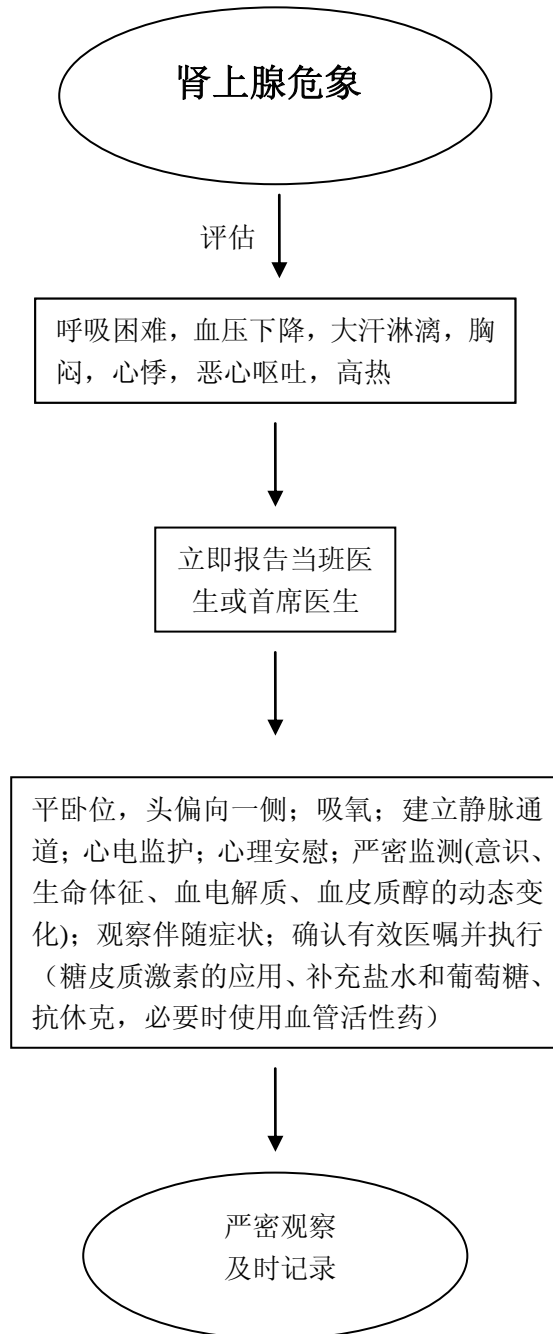 肾上腺危象
评估
呼吸困难，血压下降，大汗淋漓，胸
闷，心悸，恶心呕吐，高热
立即报告当班医
生或首席医生
平卧位，头偏向一侧；吸氧；建立静脉通
道；心电监护；心理安慰；严密监测(意识、
生命体征、血电解质、血皮质醇的动态变
化)；观察伴随症状；确认有效医嘱并执行
（糖皮质激素的应用、补充盐水和葡萄糖、
抗休克，必要时使用血管活性药）
严密观察
及时记录